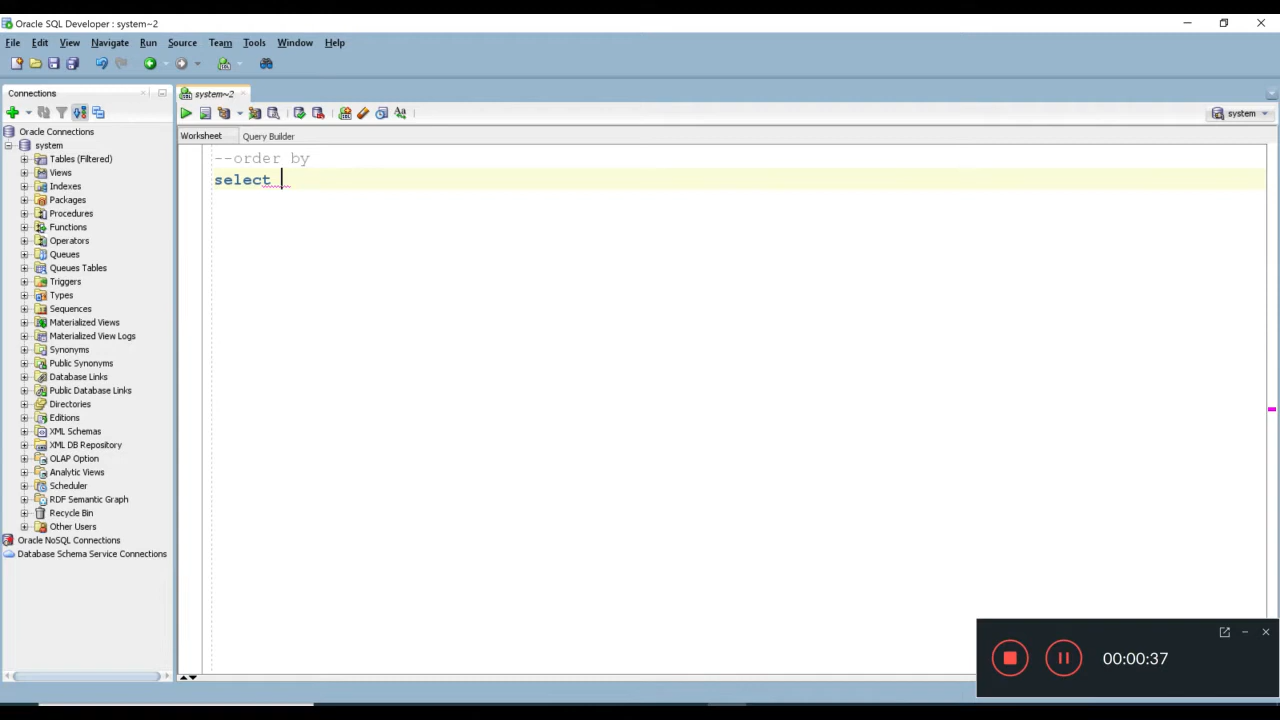 Oracle SQL Developer : system~2
File Edit View Navigate Run Source Team Tools Window Help
Connections
system~2
system
Worksheet Query Builder
Oracle Connections
system
Tables (Filtered)
Views
Indexes
Packages
Procedures
Functions
Operators
Queues
Queues Tables
Triggers
Types
Sequences
Materialized Views
Materialized View Logs
Synonyms
Public Synonyms
Database Links
Public Database Links
Directories
Editions
XML Schemas
XML DB Repository
OLAP Option
Analytic Views
Scheduler
RDF Semantic Graph
Recycle Bin
Other Users
Oracle NoSQL Connections
Database Schema Service Connections
--order by
select
00:00:37